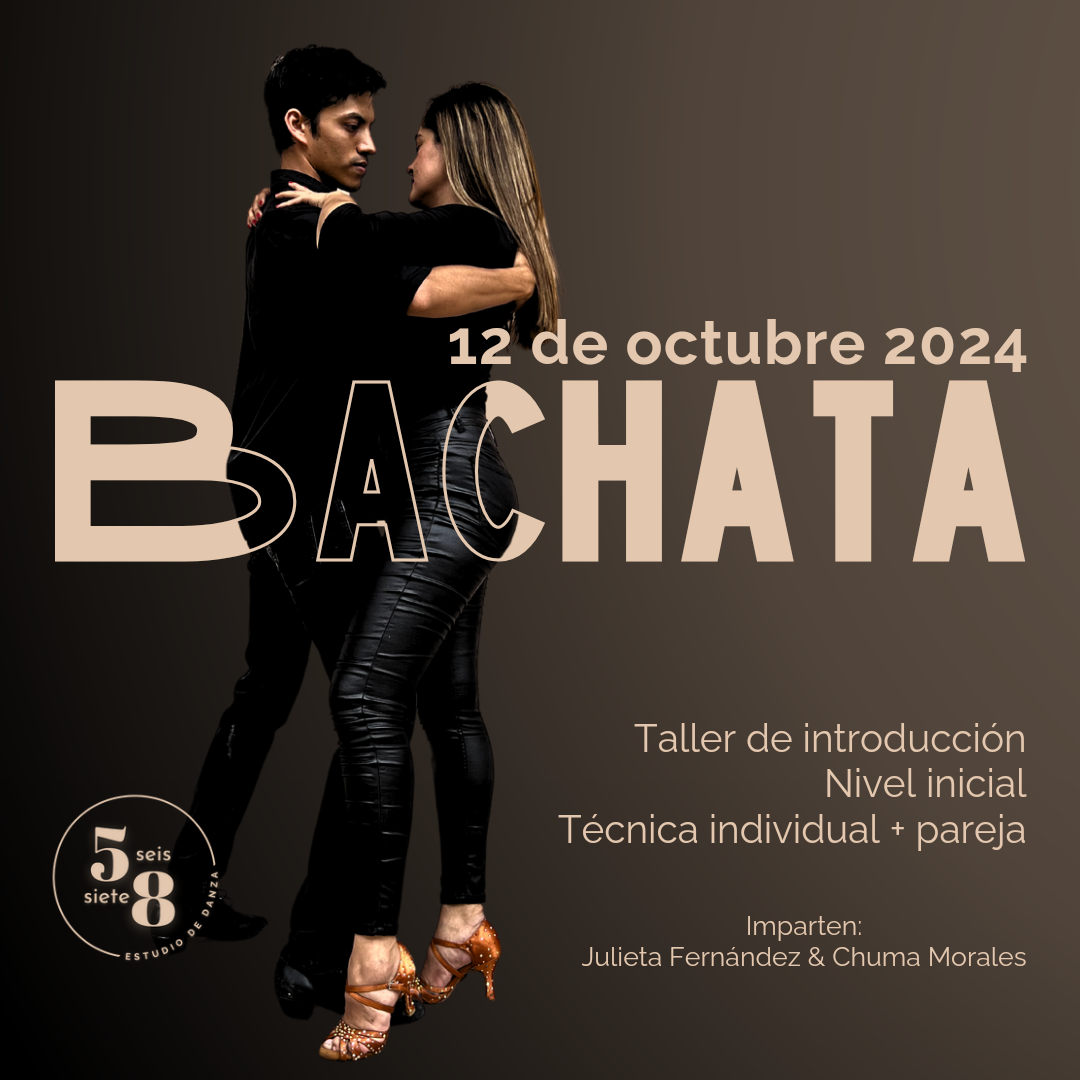 12 de octubre 2024
BACHATA
Taller de introducción
Nivel inicial
Técnica individual + pareja
5 seis
siete 8
ESTUDIO DE DANZA
Imparten:
Julieta Fernández & Chuma Morales